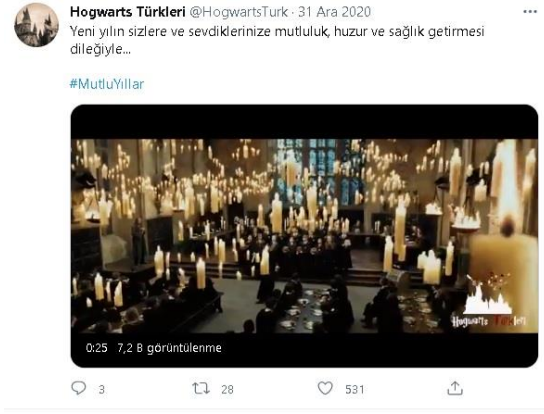 Hogwarts Türkleri @HogwartsTurk · 31 Ara 2020
Yeni yılın sizlere ve sevdiklerinize mutluluk, huzur ve sağlık getirmesi
dileğiyle...
#MutluYıllar
Hogwarts Türkleri
0:25 7,2 B görüntülenme
3 28 531